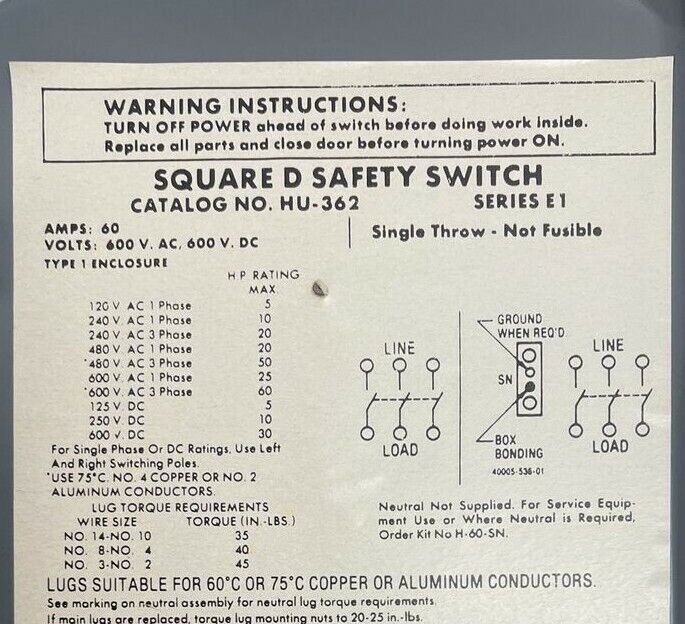 WARNING INSTRUCTIONS:
TURN OFF POWER ahead of switch before doing work inside.
Replace all parts and close door before turning power ON.
SQUARE D SAFETY SWITCH
CATALOG NO. HU-362 SERIES E1
AMPS: 60
VOLTS: 600 V. AC, 600 V. DC
Single Throw - Not Fusible
TYPE 1 ENCLOSURE
HP RATING
MAX.
120 V. AC 1 Phase 5
240 V. AC 1 Phase 10
240 V. AC 3 Phase 20
480 V. AC 1 Phase 20
*480 V. AC 3 Phase 50
600 V. AC 1 Phase 25
*600 V. AC 3 Phase 60
125 V. DC 5
250 V. DC 10
600 V. DC 30
For Single Phase Or DC Ratings, Use Left
And Right Switching Poles.
*USE 75°C. NO. 4 COPPER OR NO. 2
ALUMINUM CONDUCTORS.
LINE
LOAD
GROUND
WHEN REQ'D
SN
BOX
BONDING
40005-536-01
LINE
LOAD
LUG TORQUE REQUIREMENTS
WIRE SIZE TORQUE (IN.-LBS.)
NO. 14-NO. 10 35
NO. 8-NO. 4 40
NO. 3-NO. 2 45
Neutral Not Supplied. For Service Equip-
ment Use or Where Neutral is Required,
Order Kit No H-60-SN.
LUGS SUITABLE FOR 60°C OR 75°C COPPER OR ALUMINUM CONDUCTORS.
See marking on neutral assembly for neutral lug torque requirements.
If main lugs are replaced, torque lug mounting nuts to 20-25 in.-lbs.